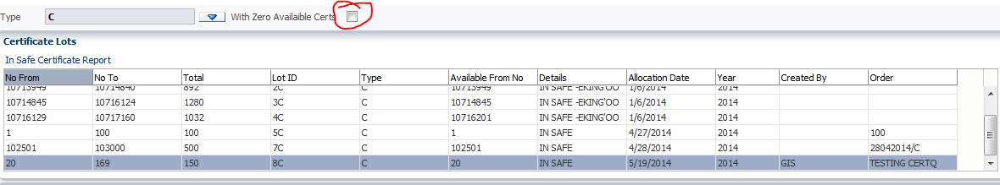 Type C With Zero Availaible Certs
Certificate Lots
In Safe Certificate Report
No From No To Total Lot ID Type Available From No Details Allocation Date Year Created By Order
10713949 10714840 892 2C C 10713949 IN SAFE -EKING'OO 1/6/2014 2014
10714845 10716124 1280 3C C 10714845 IN SAFE -EKING'OO 1/6/2014 2014
10716129 10717160 1032 4C C 10716201 IN SAFE -EKING'OO 1/6/2014 2014
1 100 100 5C C 1 IN SAFE 4/27/2014 2014 100
102501 103000 500 7C C 102501 IN SAFE 4/28/2014 2014 28042014/C
20 169 150 8C C 20 IN SAFE 5/19/2014 2014 GIS TESTING CERTQ